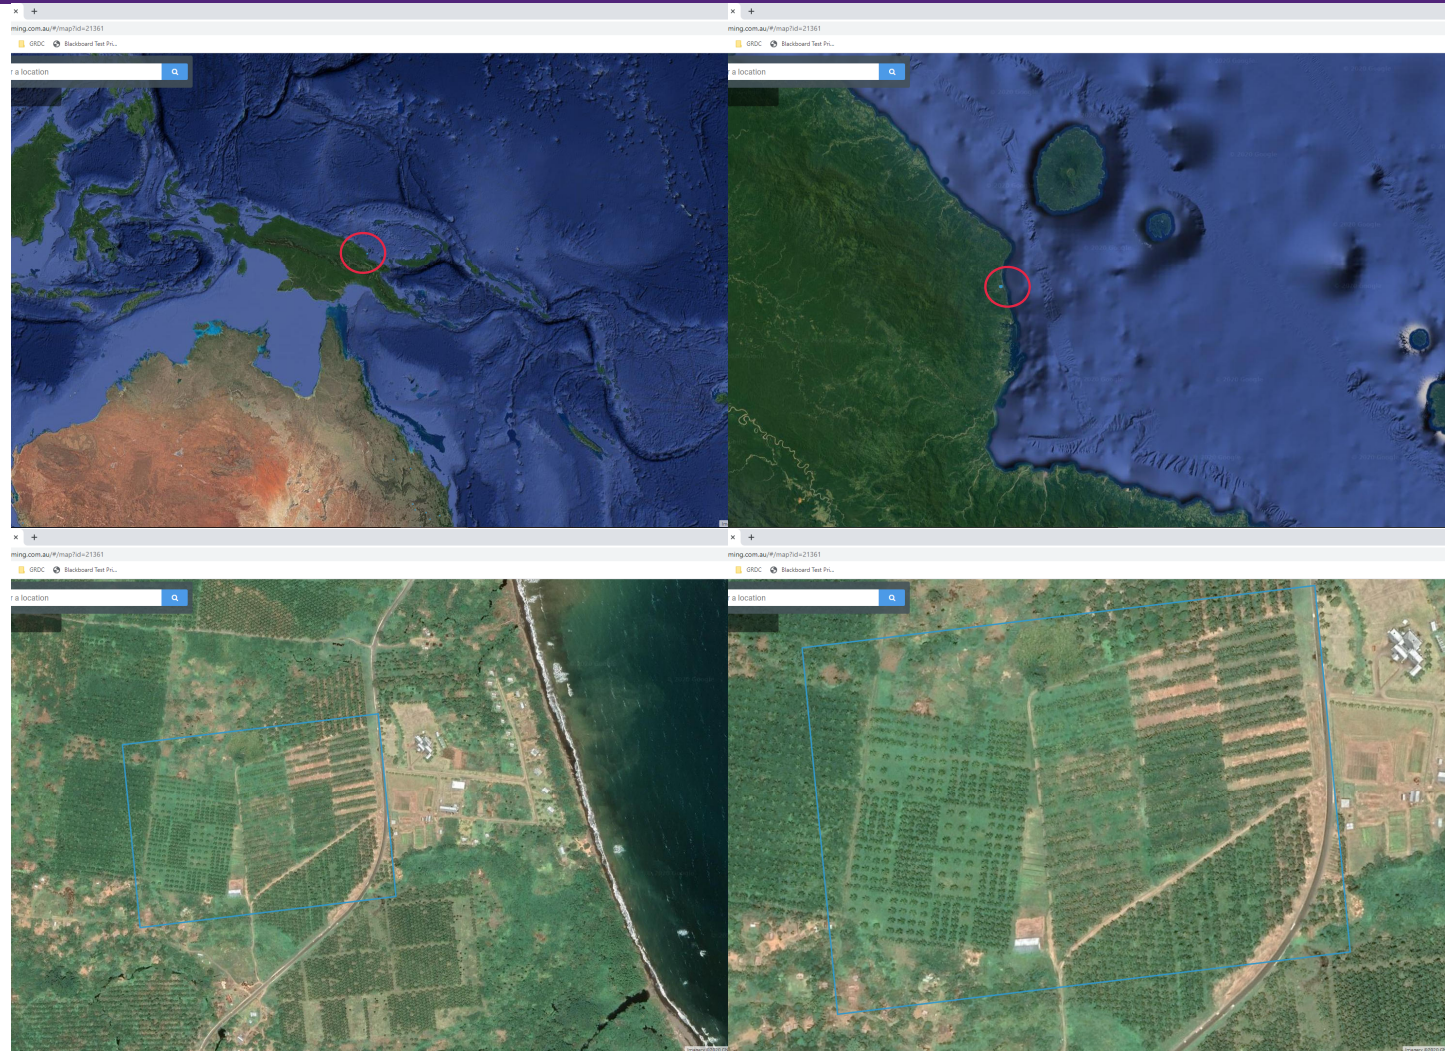 × +
ming.com.au/#/map?id=21361
GRDC Blackboard Test Pri...
r a location
× +
ming.com.au/#/map?id=21361
GRDC Blackboard Test Pri...
r a location
× +
ming.com.au/#/map?id=21361
GRDC Blackboard Test Pri...
r a location
× +
ming.com.au/#/map?id=21361
GRDC Blackboard Test Pri...
r a location